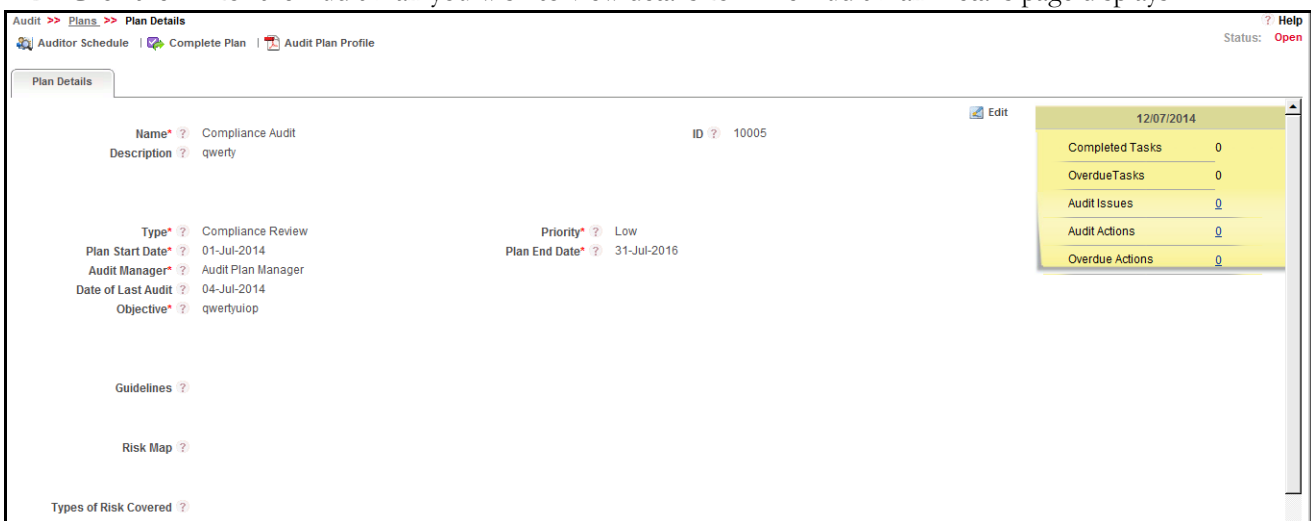 Audit >> Plans >> Plan Details
? Help
Auditor Schedule | Complete Plan | Audit Plan Profile
Status: Open
Plan Details
Edit
Name* ? Compliance Audit
ID ? 10005
Description ? qwerty
Type* ? Compliance Review
Priority* ? Low
Plan Start Date* ? 01-Jul-2014
Plan End Date* ? 31-Jul-2016
Audit Manager* ? Audit Plan Manager
Date of Last Audit ? 04-Jul-2014
Objective* ? qwertyuiop
Guidelines ?
Risk Map ?
Types of Risk Covered ?
12/07/2014
Completed Tasks 0
OverdueTasks 0
Audit Issues 0
Audit Actions 0
Overdue Actions 0